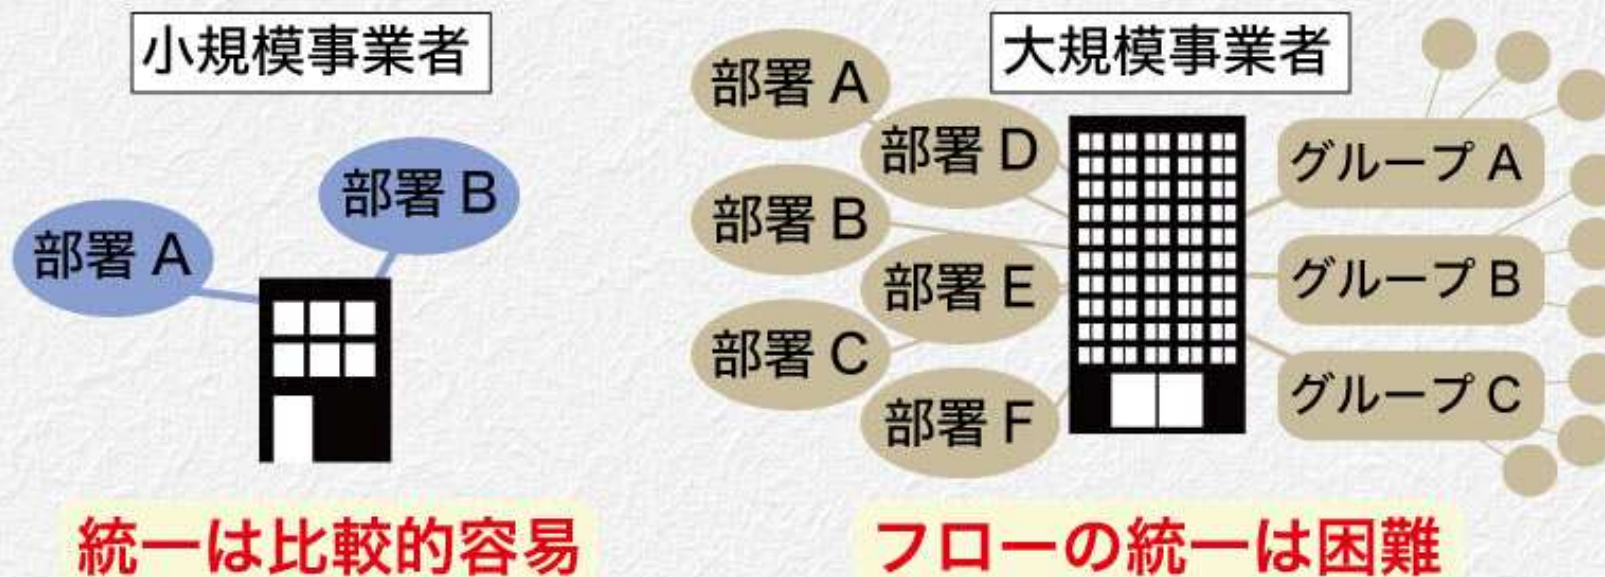 小規模事業者
部署 A
部署 B
統一は比較的容易
大規模事業者
部署 A
部署 D
部署 B
部署 E
部署 C
部署 F
グループ A
グループ B
グループ C
フローの統一は困難